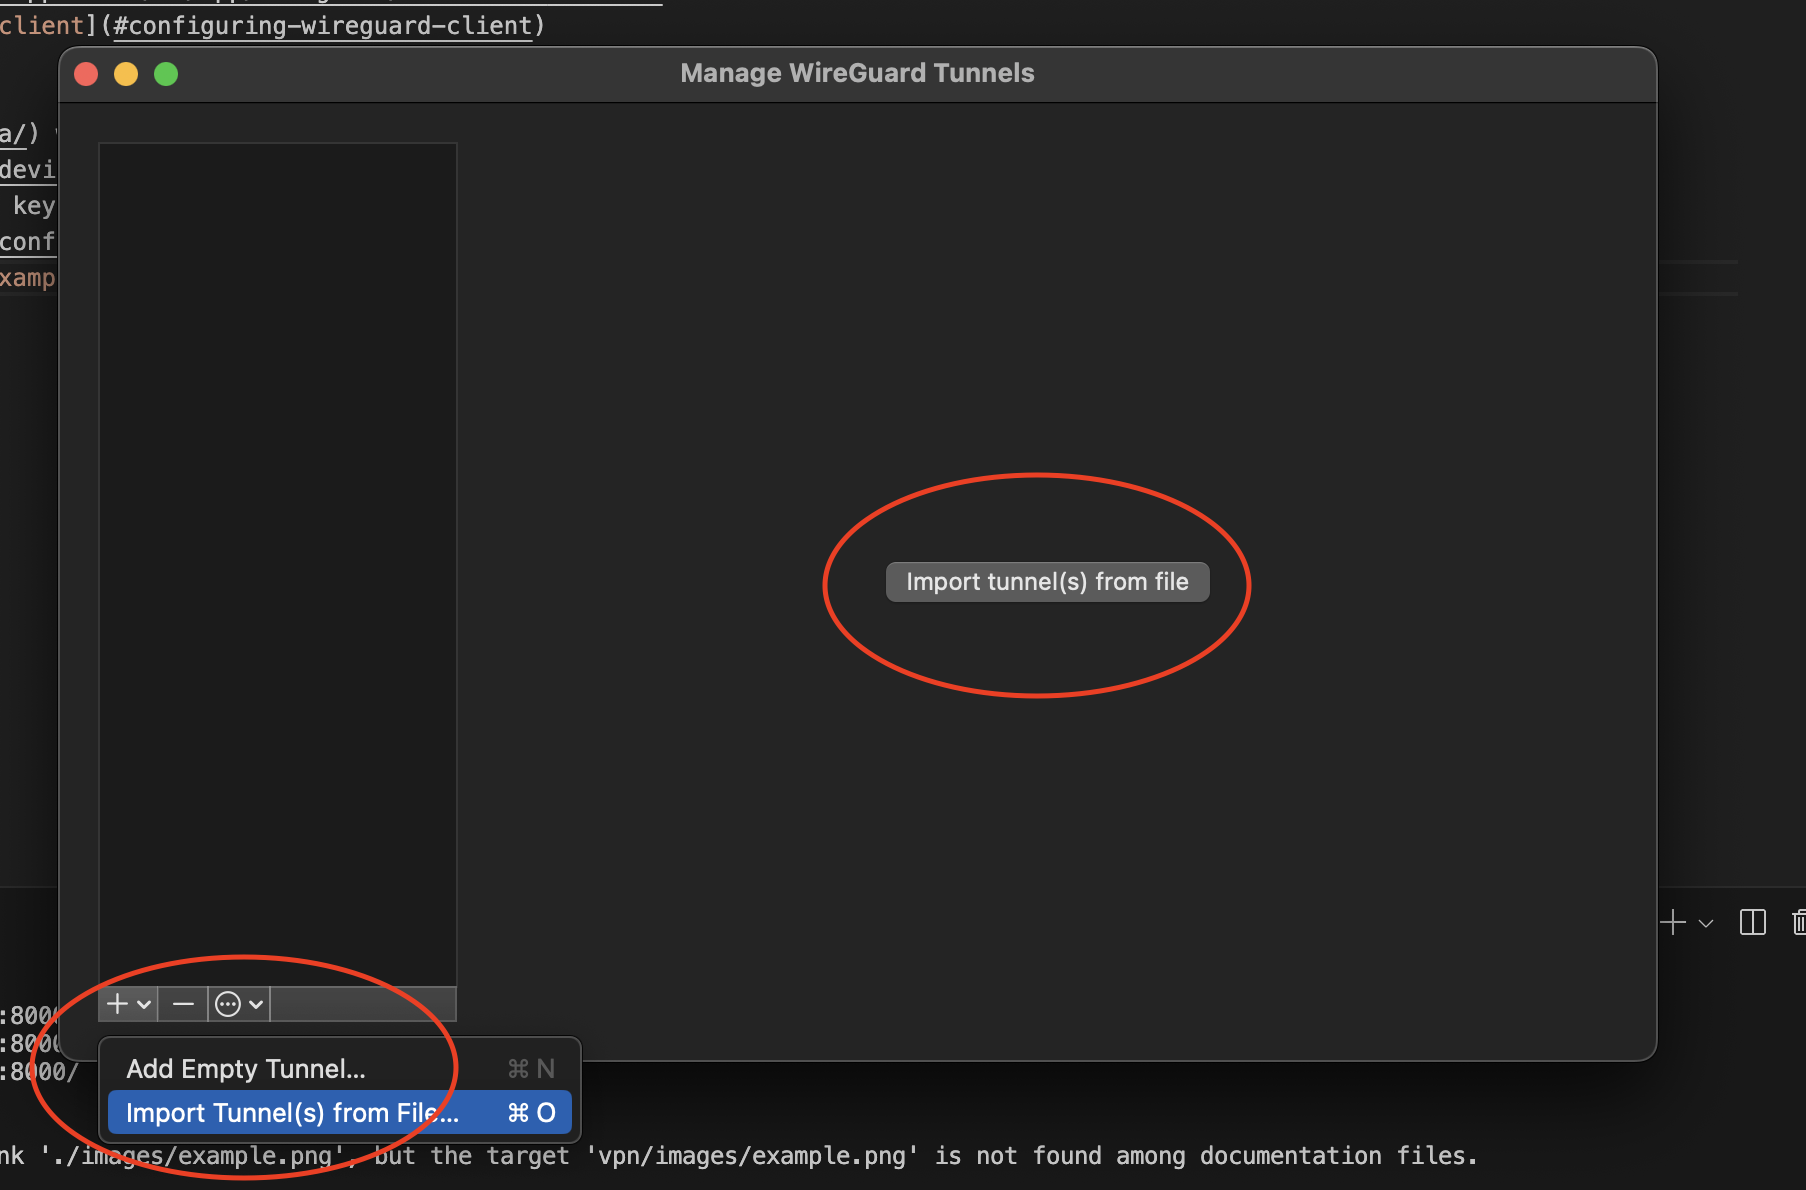 client](#configuring-wireguard-client)
Manage WireGuard Tunnels
a/)
devi
key
conf
xamp
Import tunnel(s) from file
:800
:800
:8000/
Add Empty Tunnel... ⌘ N
Import Tunnel(s) from File... ⌘ O
nk './images/example.png', but the target 'vpn/images/example.png' is not found among documentation files.